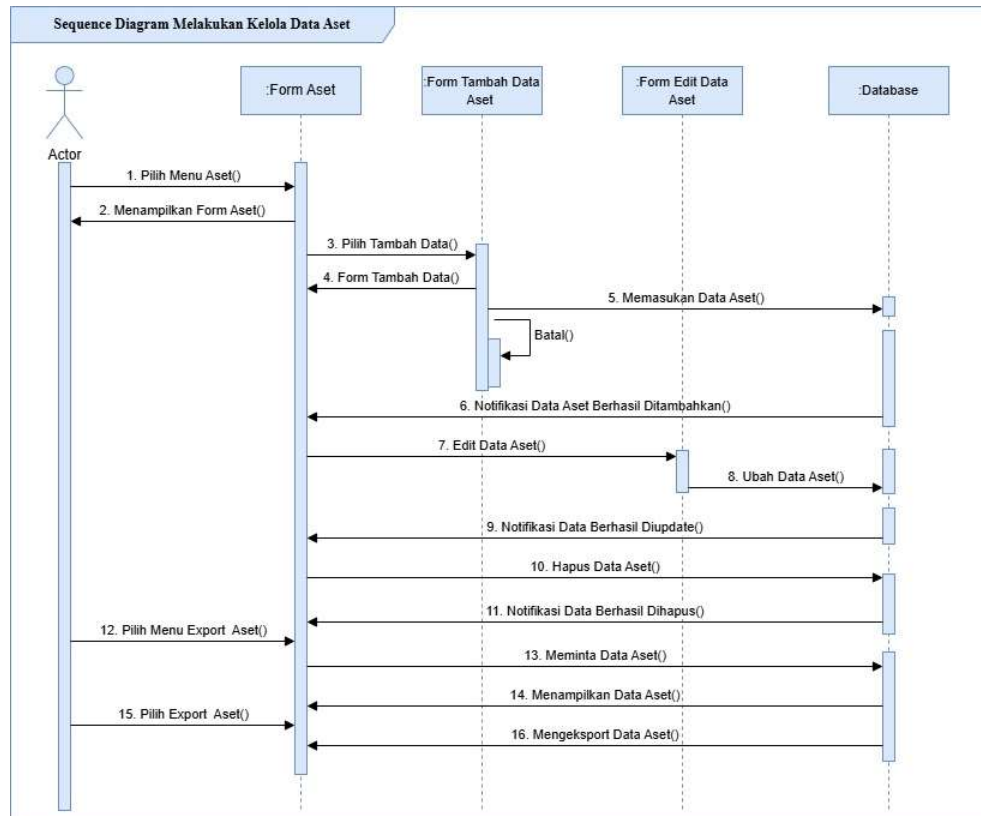 Sequence Diagram Melakukan Kelola Data Aset
:Form Aset
:Form Tambah Data
Aset
:Form Edit Data
Aset
:Database
Actor
1. Pilih Menu Aset()
2. Menampilkan Form Aset()
3. Pilih Tambah Data()
4. Form Tambah Data()
5. Memasukan Data Aset()
Batal()
6. Notifikasi Data Aset Berhasil Ditambahkan()
7. Edit Data Aset()
8. Ubah Data Aset()
9. Notifikasi Data Berhasil Diupdate()
10. Hapus Data Aset()
11. Notifikasi Data Berhasil Dihapus()
12. Pilih Menu Export Aset()
13. Meminta Data Aset()
14. Menampilkan Data Aset()
15. Pilih Export Aset()
16. Mengeksport Data Aset()